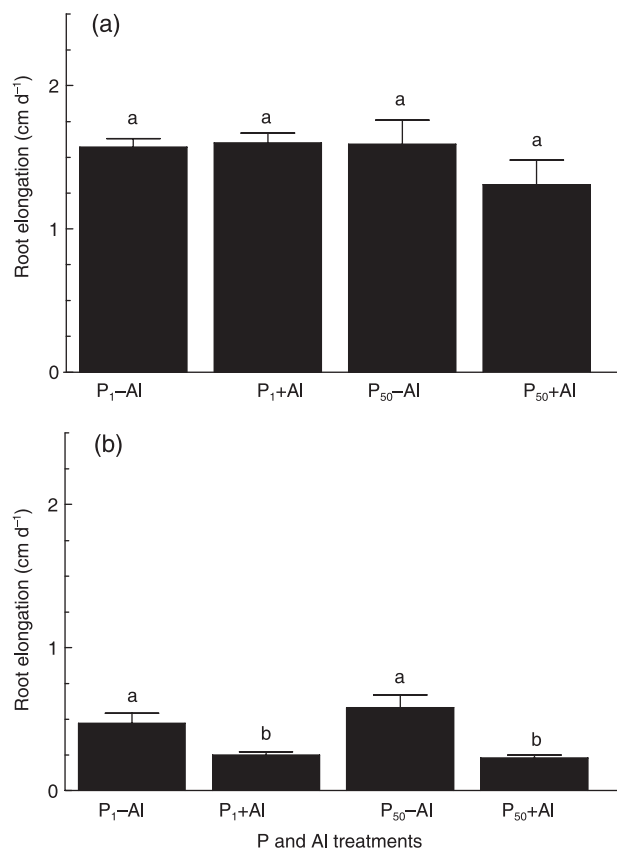 (a)
Root elongation (cm d⁻¹)
2
1
0
a
a
a
a
P₁–Al
P₁+Al
P₅₀–Al
P₅₀+Al
(b)
Root elongation (cm d⁻¹)
2
1
0
a
b
a
b
P₁–Al
P₁+Al
P₅₀–Al
P₅₀+Al
P and Al treatments